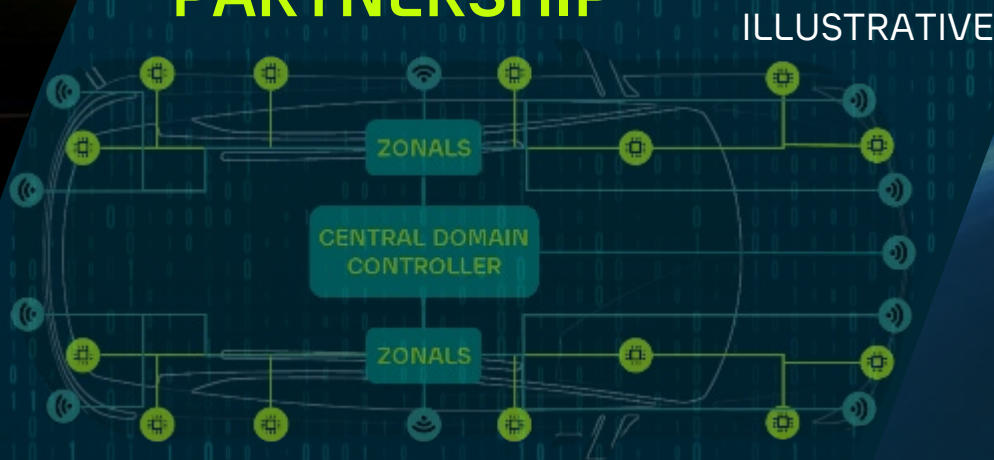 PARTNERSHIP
ILLUSTRATIVE
ZONALS
CENTRAL DOMAIN
CONTROLLER
ZONALS